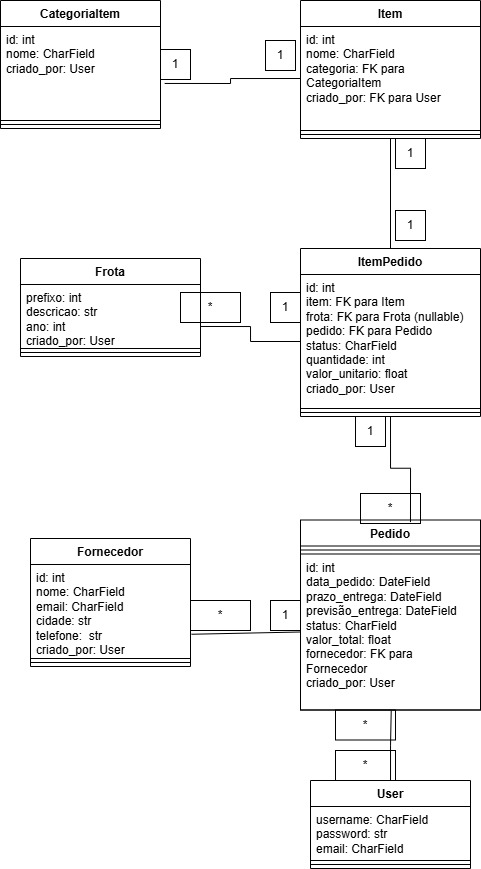 CategoriaItem
id: int
nome: CharField
criado_por: User
1
1
Item
id: int
nome: CharField
categoria: FK para
CategorialItem
criado_por: FK para User
1
1
Frota
prefixo: int
descricao: str
ano: int
criado_por: User
*
1
ItemPedido
id: int
item: FK para Item
frota: FK para Frota (nullable)
pedido: FK para Pedido
status: CharField
quantidade: int
valor_unitario: float
criado_por: User
1
*
Fornecedor
id: int
nome: CharField
email: CharField
cidade: str
telefone:  str
criado_por: User
*
1
Pedido
id: int
data_pedido: DateField
prazo_entrega: DateField
previsão_entrega: DateField
status: CharField
valor_total: float
fornecedor: FK para
Fornecedor
criado_por: User
*
*
User
username: CharField
password: str
email: CharField